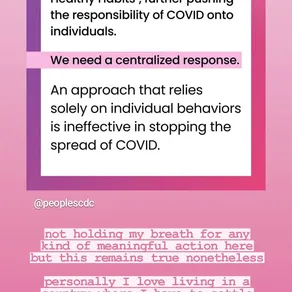 healthy habits", further pushing
the responsibility of COVID onto
individuals.
We need a centralized response.
An approach that relies
solely on individual behaviors
is ineffective in stopping the
spread of COVID.
@peoplescdc
not holding my breath for any
kind of meaningful action here
but this remains true nonetheless
personally I love living in a